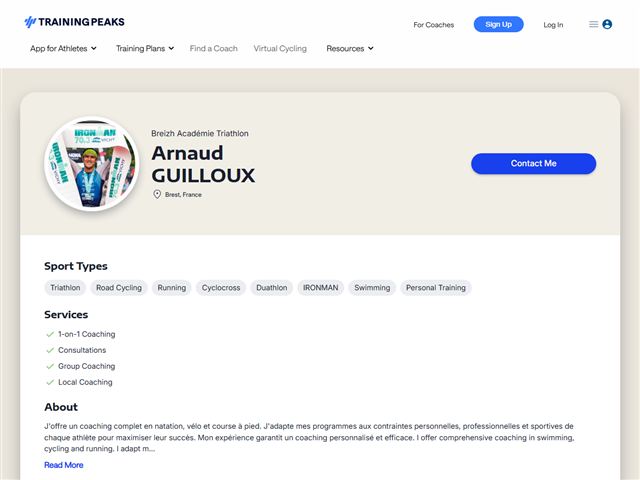 TRAININGPEAKS
For Coaches
Sign Up
Log In
App for Athletes
Training Plans
Find a Coach
Virtual Cycling
Resources
IRONMAN
70.3
VICHY
Breizh Académie Triathlon
Arnaud
GUILLOUX
Brest, France
Contact Me
Sport Types
Triathlon
Road Cycling
Running
Cyclocross
Duathlon
IRONMAN
Swimming
Personal Training
Services
1-on-1 Coaching
Consultations
Group Coaching
Local Coaching
About
J'offre un coaching complet en natation, vélo et course à pied. J'adapte mes programmes aux contraintes personnelles, professionnelles et sportives de
chaque athlète pour maximiser leur succès. Mon expérience garantit un coaching personnalisé et efficace. I offer comprehensive coaching in swimming,
cycling and running. I adapt m...
Read More